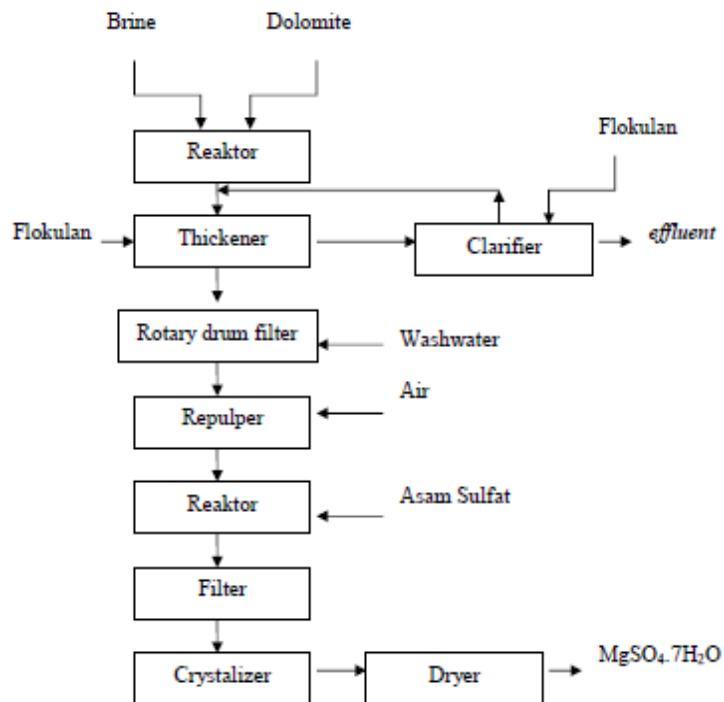 Brine
Dolomite
Reaktor
Flokulan
Flokulan
Thickener
Clarifier
effluent
Rotary drum filter
Washwater
Air
Repulper
Reaktor
Asam Sulfat
Filter
MgSO₄.7H₂O
Crystalizer
Dryer